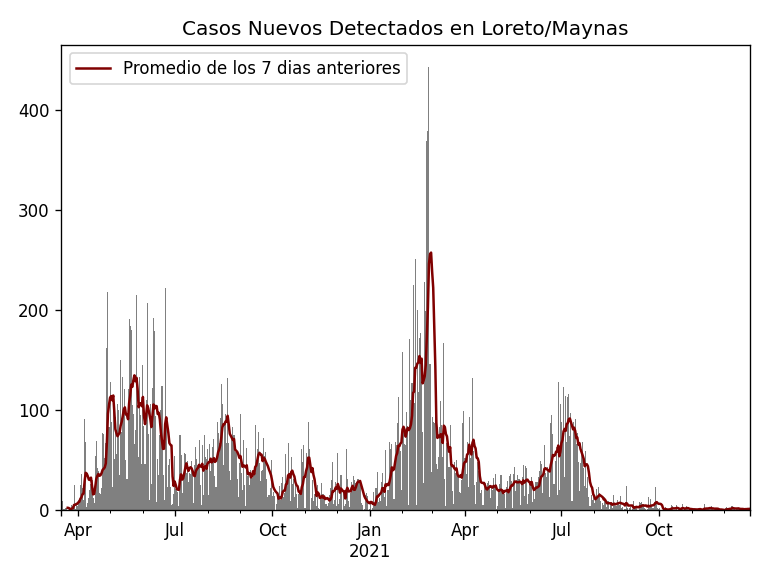 Casos Nuevos Detectados en Loreto/Maynas
Promedio de los 7 dias anteriores
400
300
200
100
0
Apr Jul Oct Jan Apr Jul Oct
2021